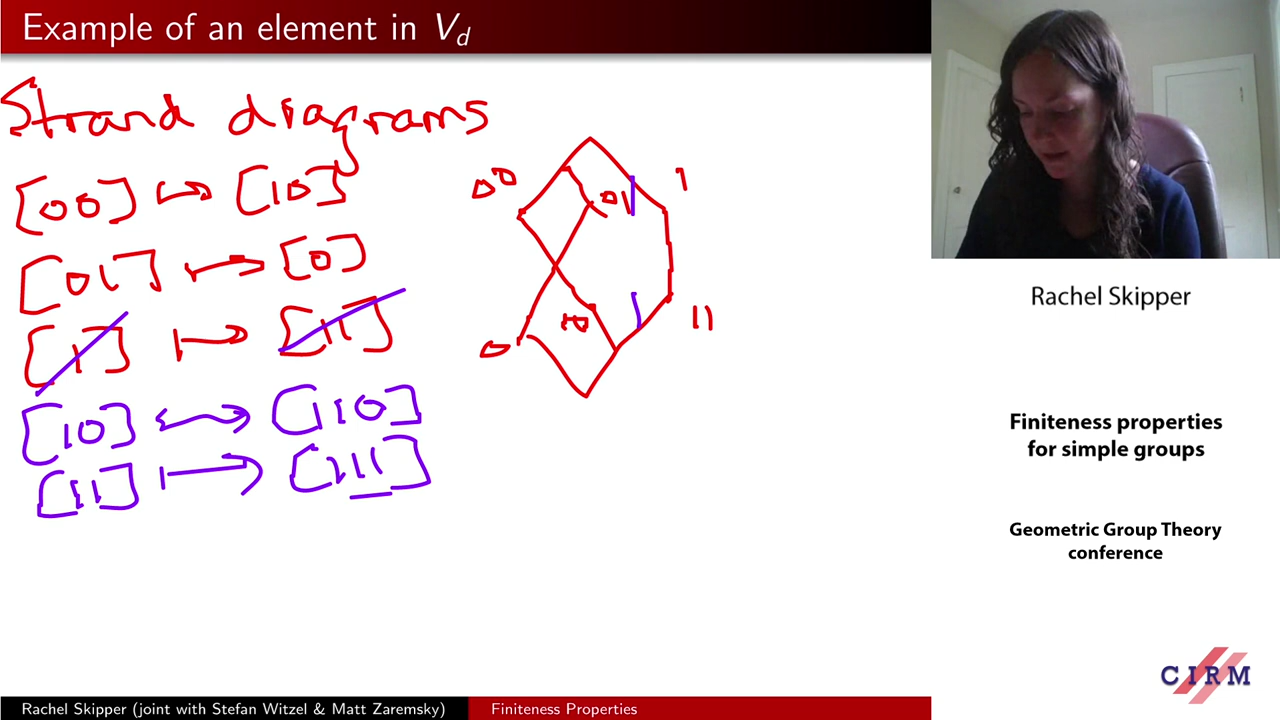 Example of an element in V_d
Strand diagrams
[00] ↦ [10]
[01] ↦ [0]
[1] ↦ [11]
[10] ↦ [110]
[11] ↦ [111]
00
01
1
0
10
11
Rachel Skipper
Finiteness properties
for simple groups
Geometric Group Theory
conference
CIRM
Rachel Skipper (joint with Stefan Witzel & Matt Zaremsky)
Finiteness Properties